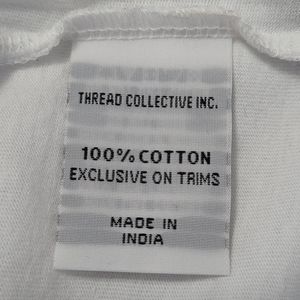 THREAD COLLECTIVE INC.
100% COTTON
EXCLUSIVE ON TRIMS
MADE IN
INDIA